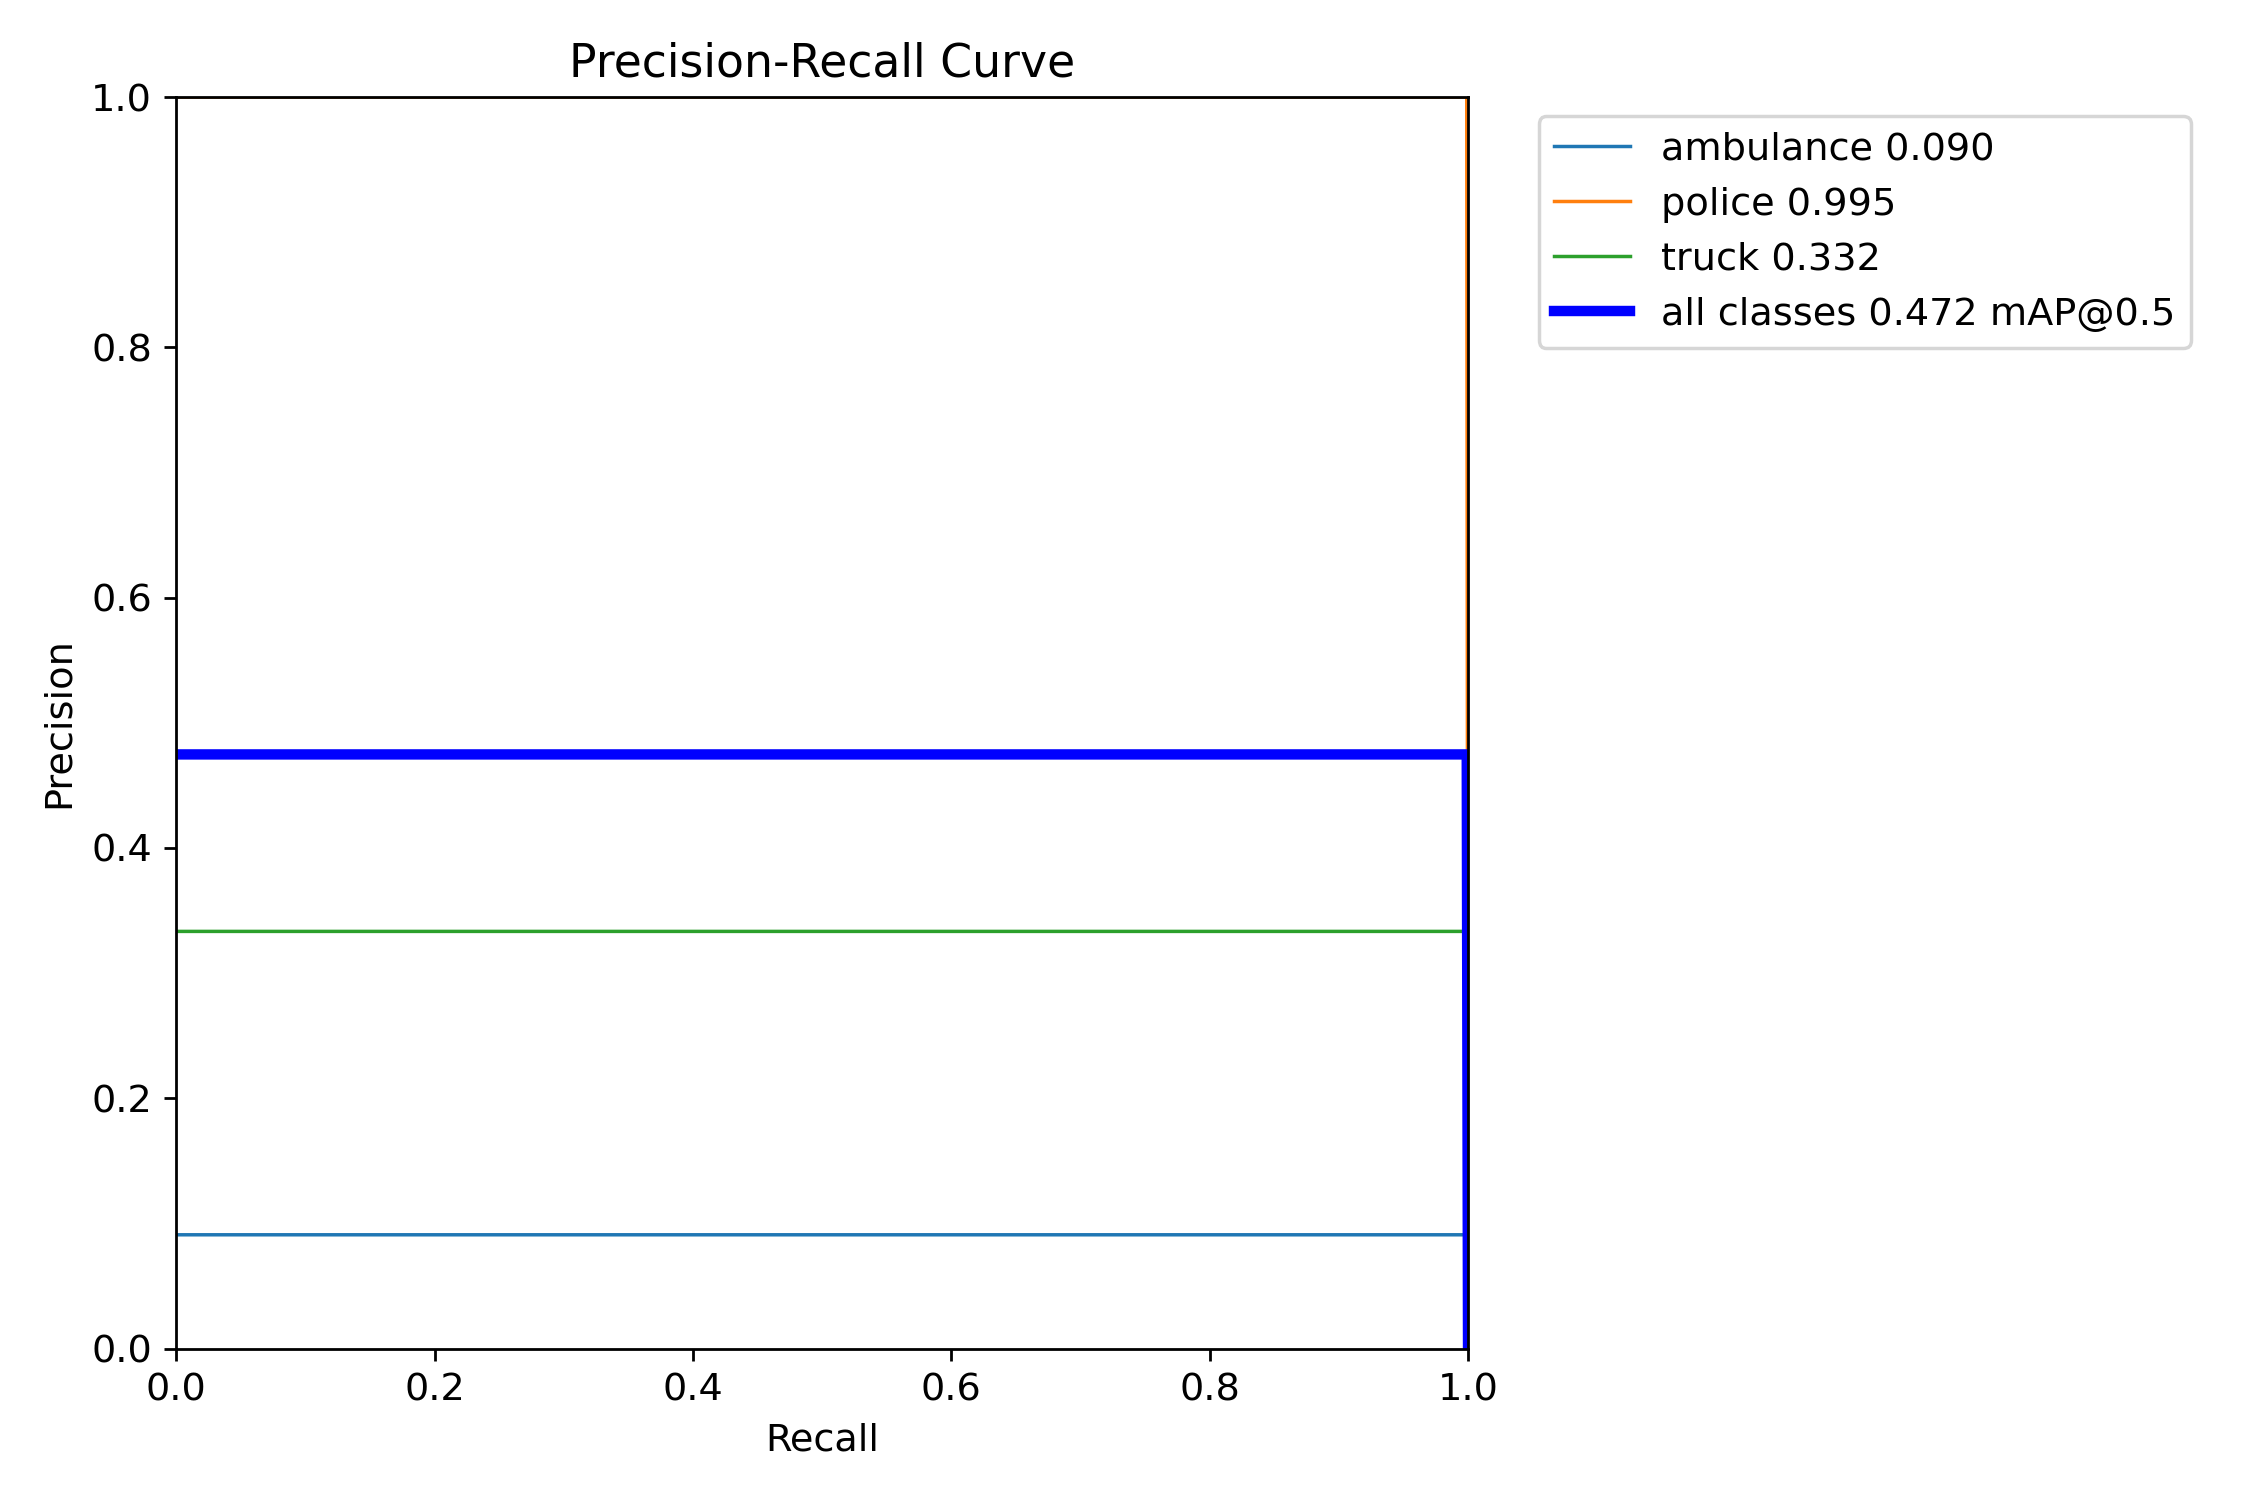 Precision-Recall Curve
1.0
0.8
0.6
0.4
0.2
0.0
Precision
0.0 0.2 0.4 0.6 0.8 1.0
Recall
ambulance 0.090
police 0.995
truck 0.332
all classes 0.472 mAP@0.5